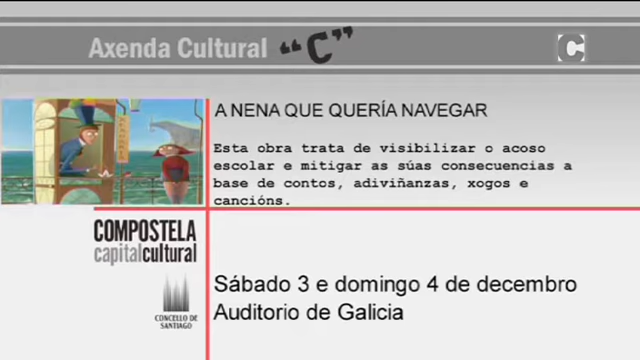 Axenda Cultural "C"
C
A NENA QUE QUERÍA NAVEGAR
Esta obra trata de visibilizar o acoso
escolar e mitigar as súas consecuencias a
base de contos, adiviñanzas, xogos e
cancións.
COMPOSTELA
capitalcultural
CONCELLO DE
SANTIAGO
Sábado 3 e domingo 4 de decembro
Auditorio de Galicia